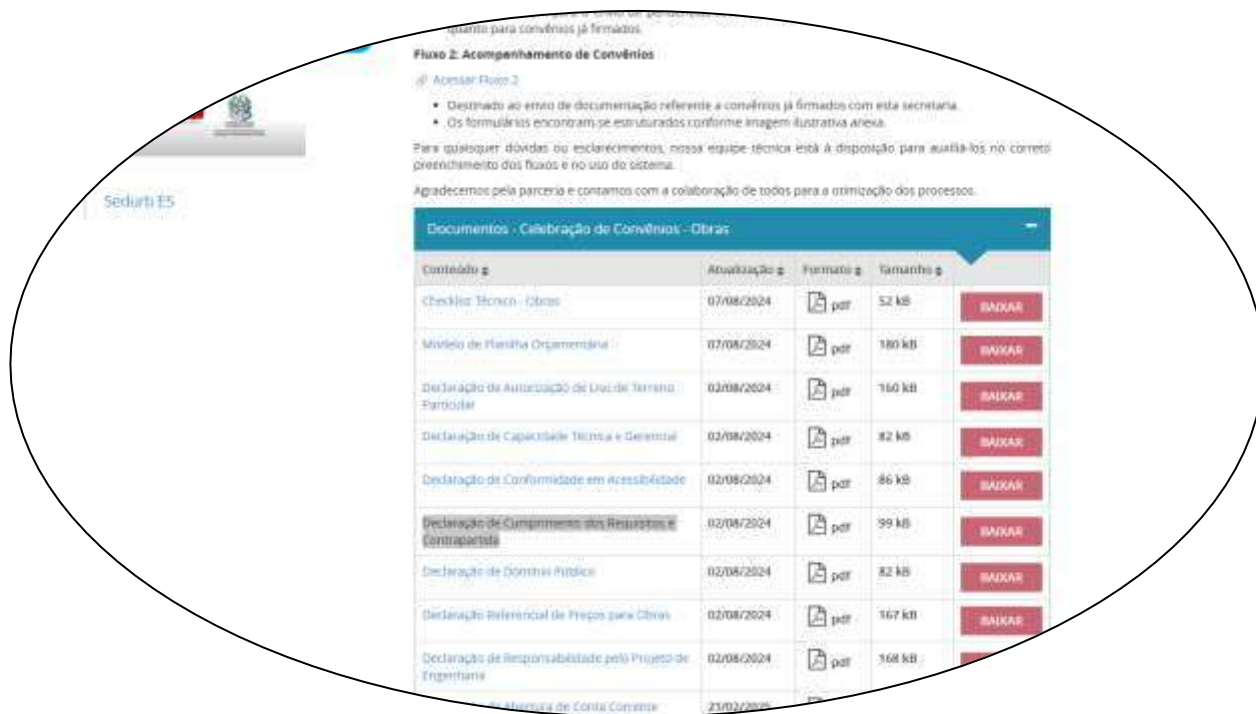 quanto para convênios já firmados.
Fluxo 2: Acompanhamento de Convênios
Acessar Fluxo 2
• Destinado ao envio de documentação referente a convênios já firmados com esta secretaria.
• Os formulários encontram-se estruturados conforme imagem ilustrativa anexa.
Para quaisquer dúvidas ou esclarecimentos, nossa equipe técnica está à disposição para auxiliá-los no correto
preenchimento dos fluxos e no uso do sistema.
Agradecemos pela parceria e contamos com a colaboração de todos para a otimização dos processos.
Sedurb ES
Documentos - Celebração de Convênios - Obras
Conteúdo Atualização Formato Tamanho
Checklist Técnico - Obras 07/08/2024 pdf 52 kB BAIXAR
Modelo de Planilha Orçamentária 07/08/2024 pdf 180 kB BAIXAR
Declaração de Autorização de Uso de Terreno 02/08/2024 pdf 160 kB BAIXAR
Particular
Declaração de Capacidade Técnica e Gerencial 02/08/2024 pdf 82 kB BAIXAR
Declaração de Conformidade em Acessibilidade 02/08/2024 pdf 86 kB BAIXAR
Declaração de Cumprimento dos Requisitos e 02/08/2024 pdf 99 kB BAIXAR
Contrapartida
Declaração de Domínio Público 02/08/2024 pdf 82 kB BAIXAR
Declaração Referencial de Preços para Obras 02/08/2024 pdf 167 kB BAIXAR
Declaração de Responsabilidade pelo Projeto de 02/08/2024 pdf 168 kB
Engenharia
de Abertura de Conta Corrente 21/02/2025